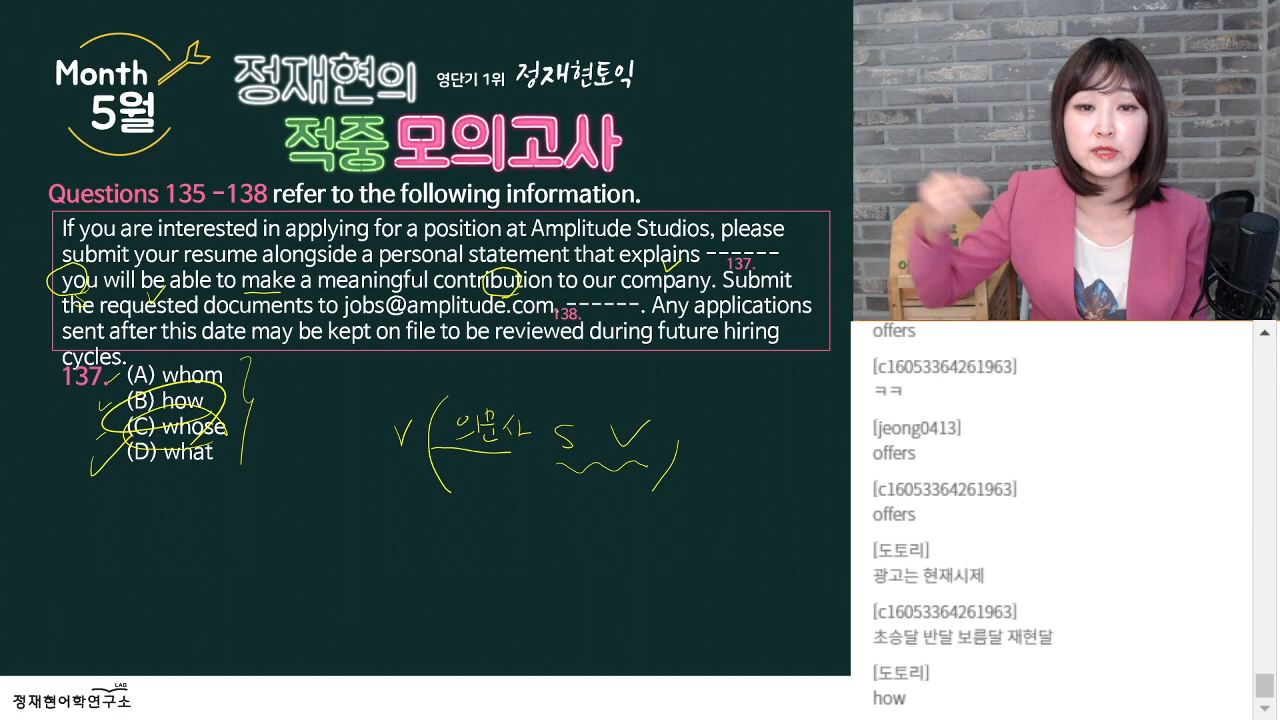 Month
5월
정재현의
영단기 1위 정재현토익
적중 모의고사
Questions 135 -138 refer to the following information.
If you are interested in applying for a position at Amplitude Studios, please
submit your resume alongside a personal statement that explains ------
137.
you will be able to make a meaningful contribution to our company. Submit
the requested documents to jobs@amplitude.com. ------. Any applications
138.
sent after this date may be kept on file to be reviewed during future hiring
cycles.
137. (A) whom
(B) how
(C) whose
(D) what
V ( 의문사 S V )
정재현어학연구소
LAB
offers
[c16053364261963]
ㅋㅋ
[jeong0413]
offers
[c16053364261963]
offers
[도토리]
광고는 현재시제
[c16053364261963]
초승달 반달 보름달 재현달
[도토리]
how